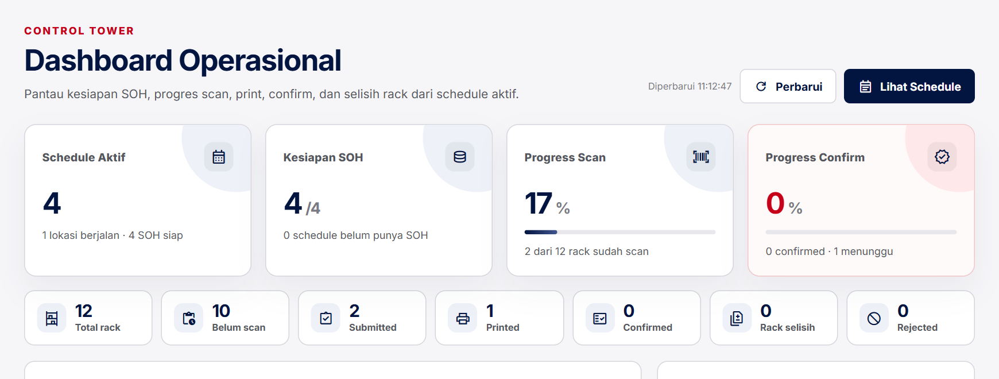 CONTROL TOWER
Dashboard Operasional
Pantau kesiapan SOH, progres scan, print, confirm, dan selisih rack dari schedule aktif.
Diperbarui 11:12:47
Perbarui
Lihat Schedule
Schedule Aktif
4
1 lokasi berjalan · 4 SOH siap
Kesiapan SOH
4 /4
0 schedule belum punya SOH
Progress Scan
17 %
2 dari 12 rack sudah scan
Progress Confirm
0 %
0 confirmed · 1 menunggu
12
Total rack
10
Belum scan
2
Submitted
1
Printed
0
Confirmed
0
Rack selisih
0
Rejected